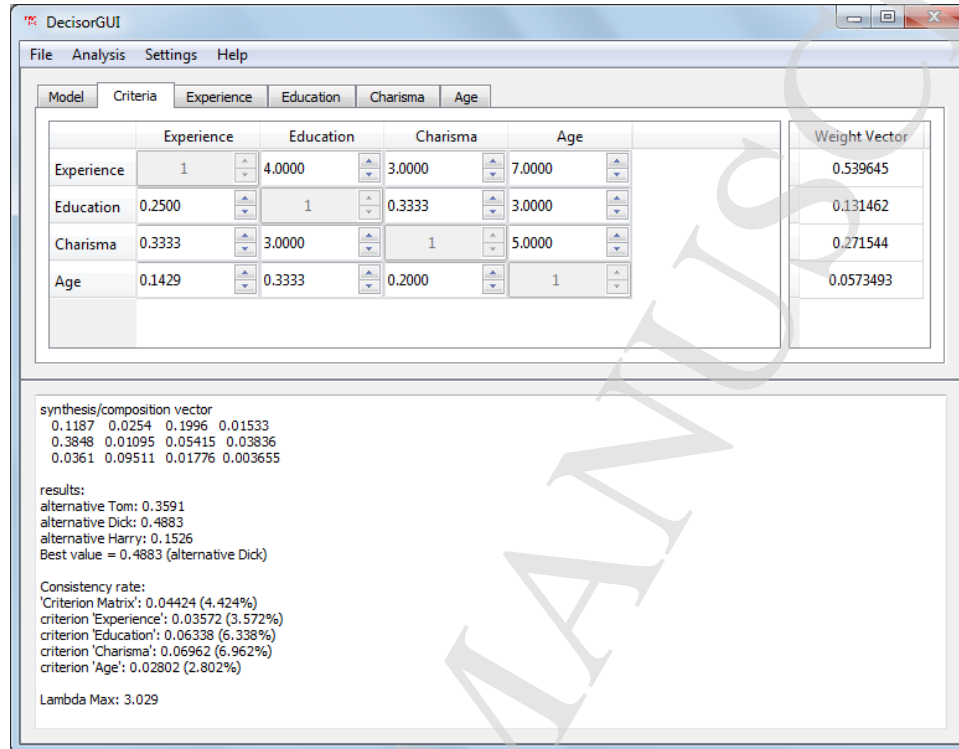 DecisorGUI
File Analysis Settings Help
Model Criteria Experience Education Charisma Age
Experience Education Charisma Age Weight Vector
Experience 1 4.0000 3.0000 7.0000 0.539645
Education 0.2500 1 0.3333 3.0000 0.131462
Charisma 0.3333 3.0000 1 5.0000 0.271544
Age 0.1429 0.3333 0.2000 1 0.0573493
synthesis/composition vector
0.1187 0.0254 0.1996 0.01533
0.3848 0.01095 0.05415 0.03836
0.0361 0.09511 0.01776 0.003655
results:
alternative Tom: 0.3591
alternative Dick: 0.4883
alternative Harry: 0.1526
Best value = 0.4883 (alternative Dick)
Consistency rate:
'Criterion Matrix': 0.04424 (4.424%)
criterion 'Experience': 0.03572 (3.572%)
criterion 'Education': 0.06338 (6.338%)
criterion 'Charisma': 0.06962 (6.962%)
criterion 'Age': 0.02802 (2.802%)
Lambda Max: 3.029
MANUSC